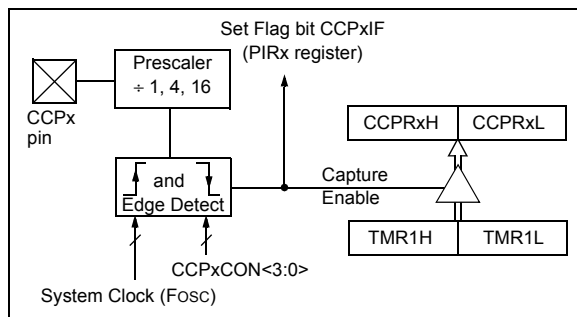 Set Flag bit CCPxIF
(PIRx register)
Prescaler
÷ 1, 4, 16
CCPx
pin
CCPRxH
CCPRxL
and
Edge Detect
Capture
Enable
TMR1H
TMR1L
CCPxCON<3:0>
System Clock (FOSC)